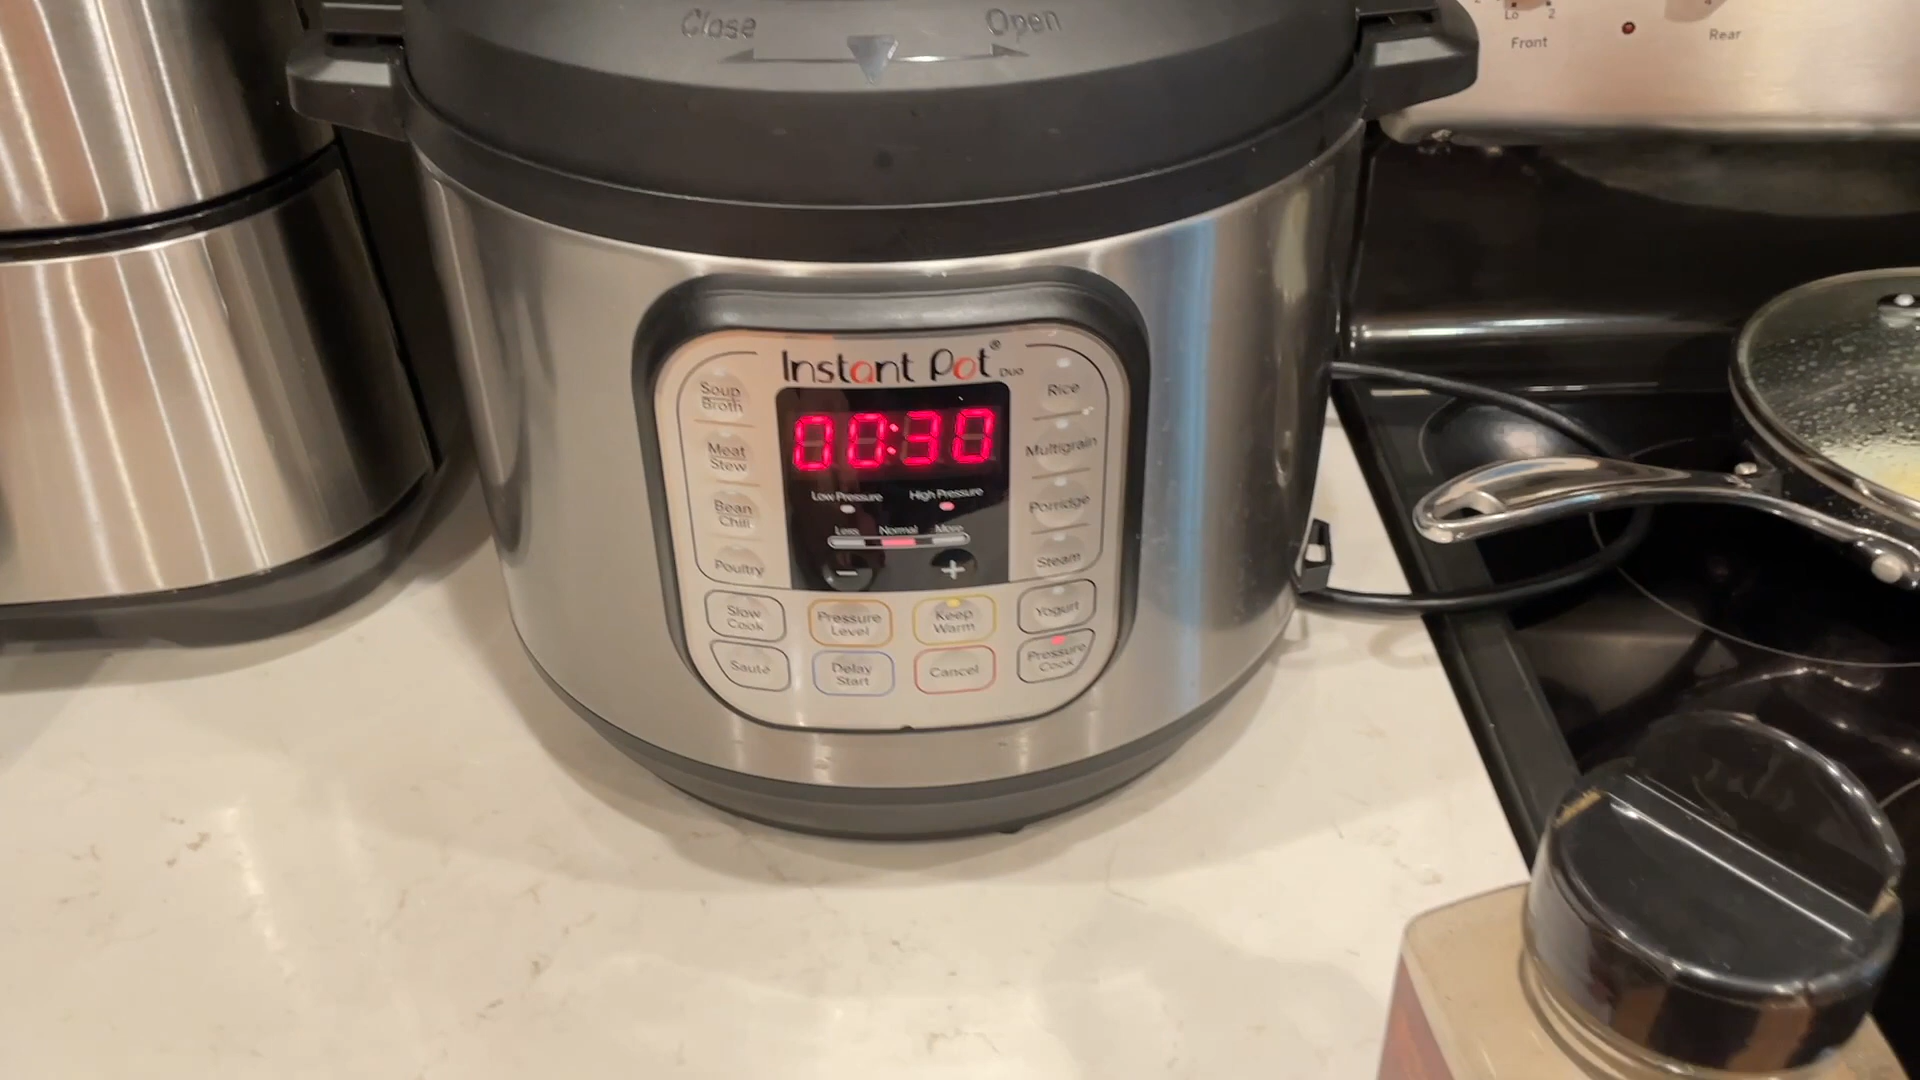 Close Open
Lo 2
Front
Rear
Instant Pot® Duo
Soup
Broth
Meat
Stew
Bean
Chili
Poultry
00:30
Low Pressure High Pressure
Less Normal More
− +
Rice
Multigrain
Porridge
Steam
Slow
Cook
Pressure
Level
Keep
Warm
Yogurt
Sauté
Delay
Start
Cancel
Pressure
Cook